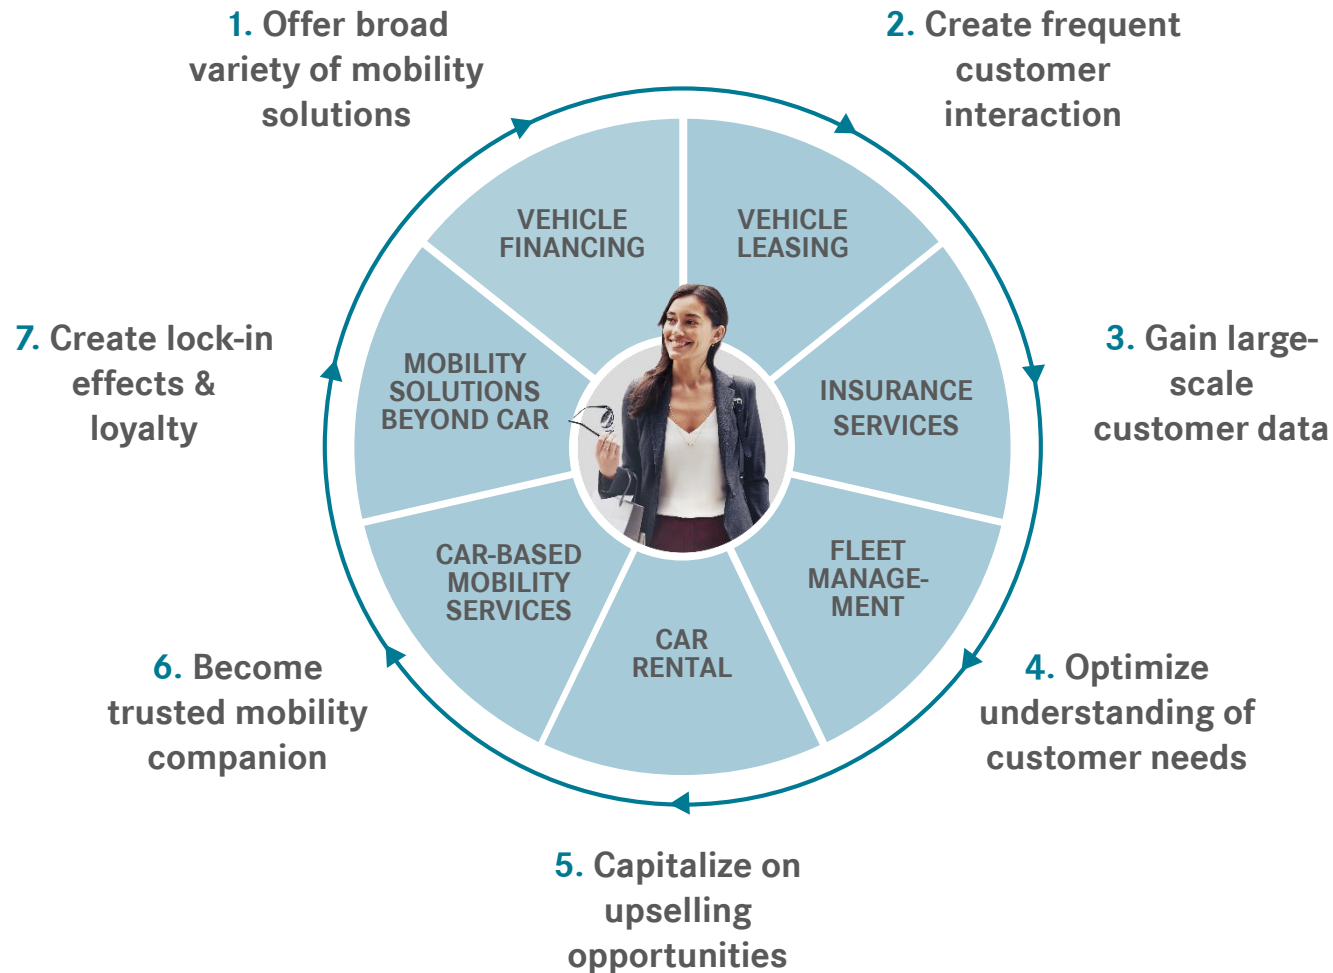 1. Offer broad
variety of mobility
solutions
2. Create frequent
customer
interaction
3. Gain large-
scale
customer data
4. Optimize
understanding of
customer needs
5. Capitalize on
upselling
opportunities
6. Become
trusted mobility
companion
7. Create lock-in
effects &
loyalty
VEHICLE
FINANCING
VEHICLE
LEASING
INSURANCE
SERVICES
FLEET
MANAGE-
MENT
CAR
RENTAL
CAR-BASED
MOBILITY
SERVICES
MOBILITY
SOLUTIONS
BEYOND CAR